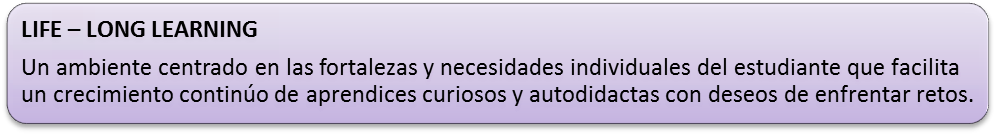 LIFE – LONG LEARNING
Un ambiente centrado en las fortalezas y necesidades individuales del estudiante que facilita
un crecimiento continúo de aprendices curiosos y autodidactas con deseos de enfrentar retos.